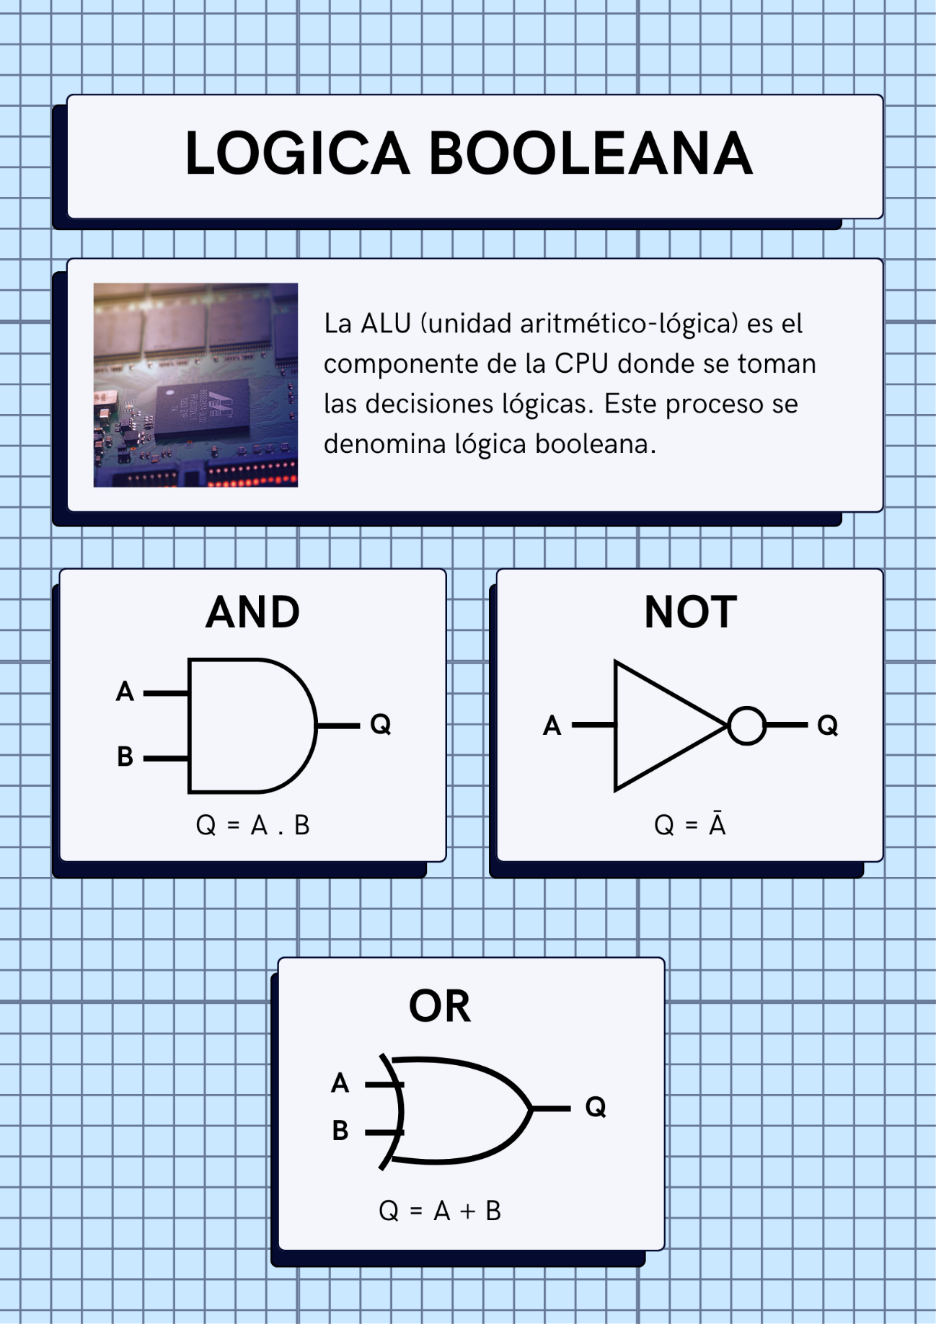 LOGICA BOOLEANA
La ALU (unidad aritmético-lógica) es el
componente de la CPU donde se toman
las decisiones lógicas. Este proceso se
denomina lógica booleana.
AND
A
B
Q
Q = A . B
NOT
A
Q
Q = Ā
OR
A
B
Q
Q = A + B